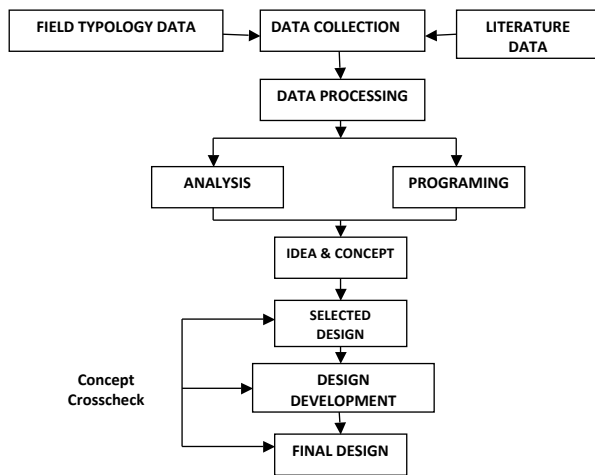 FIELD TYPOLOGY DATA
DATA COLLECTION
LITERATURE
DATA
DATA PROCESSING
ANALYSIS
PROGRAMING
IDEA & CONCEPT
SELECTED
DESIGN
Concept
Crosscheck
DESIGN
DEVELOPMENT
FINAL DESIGN